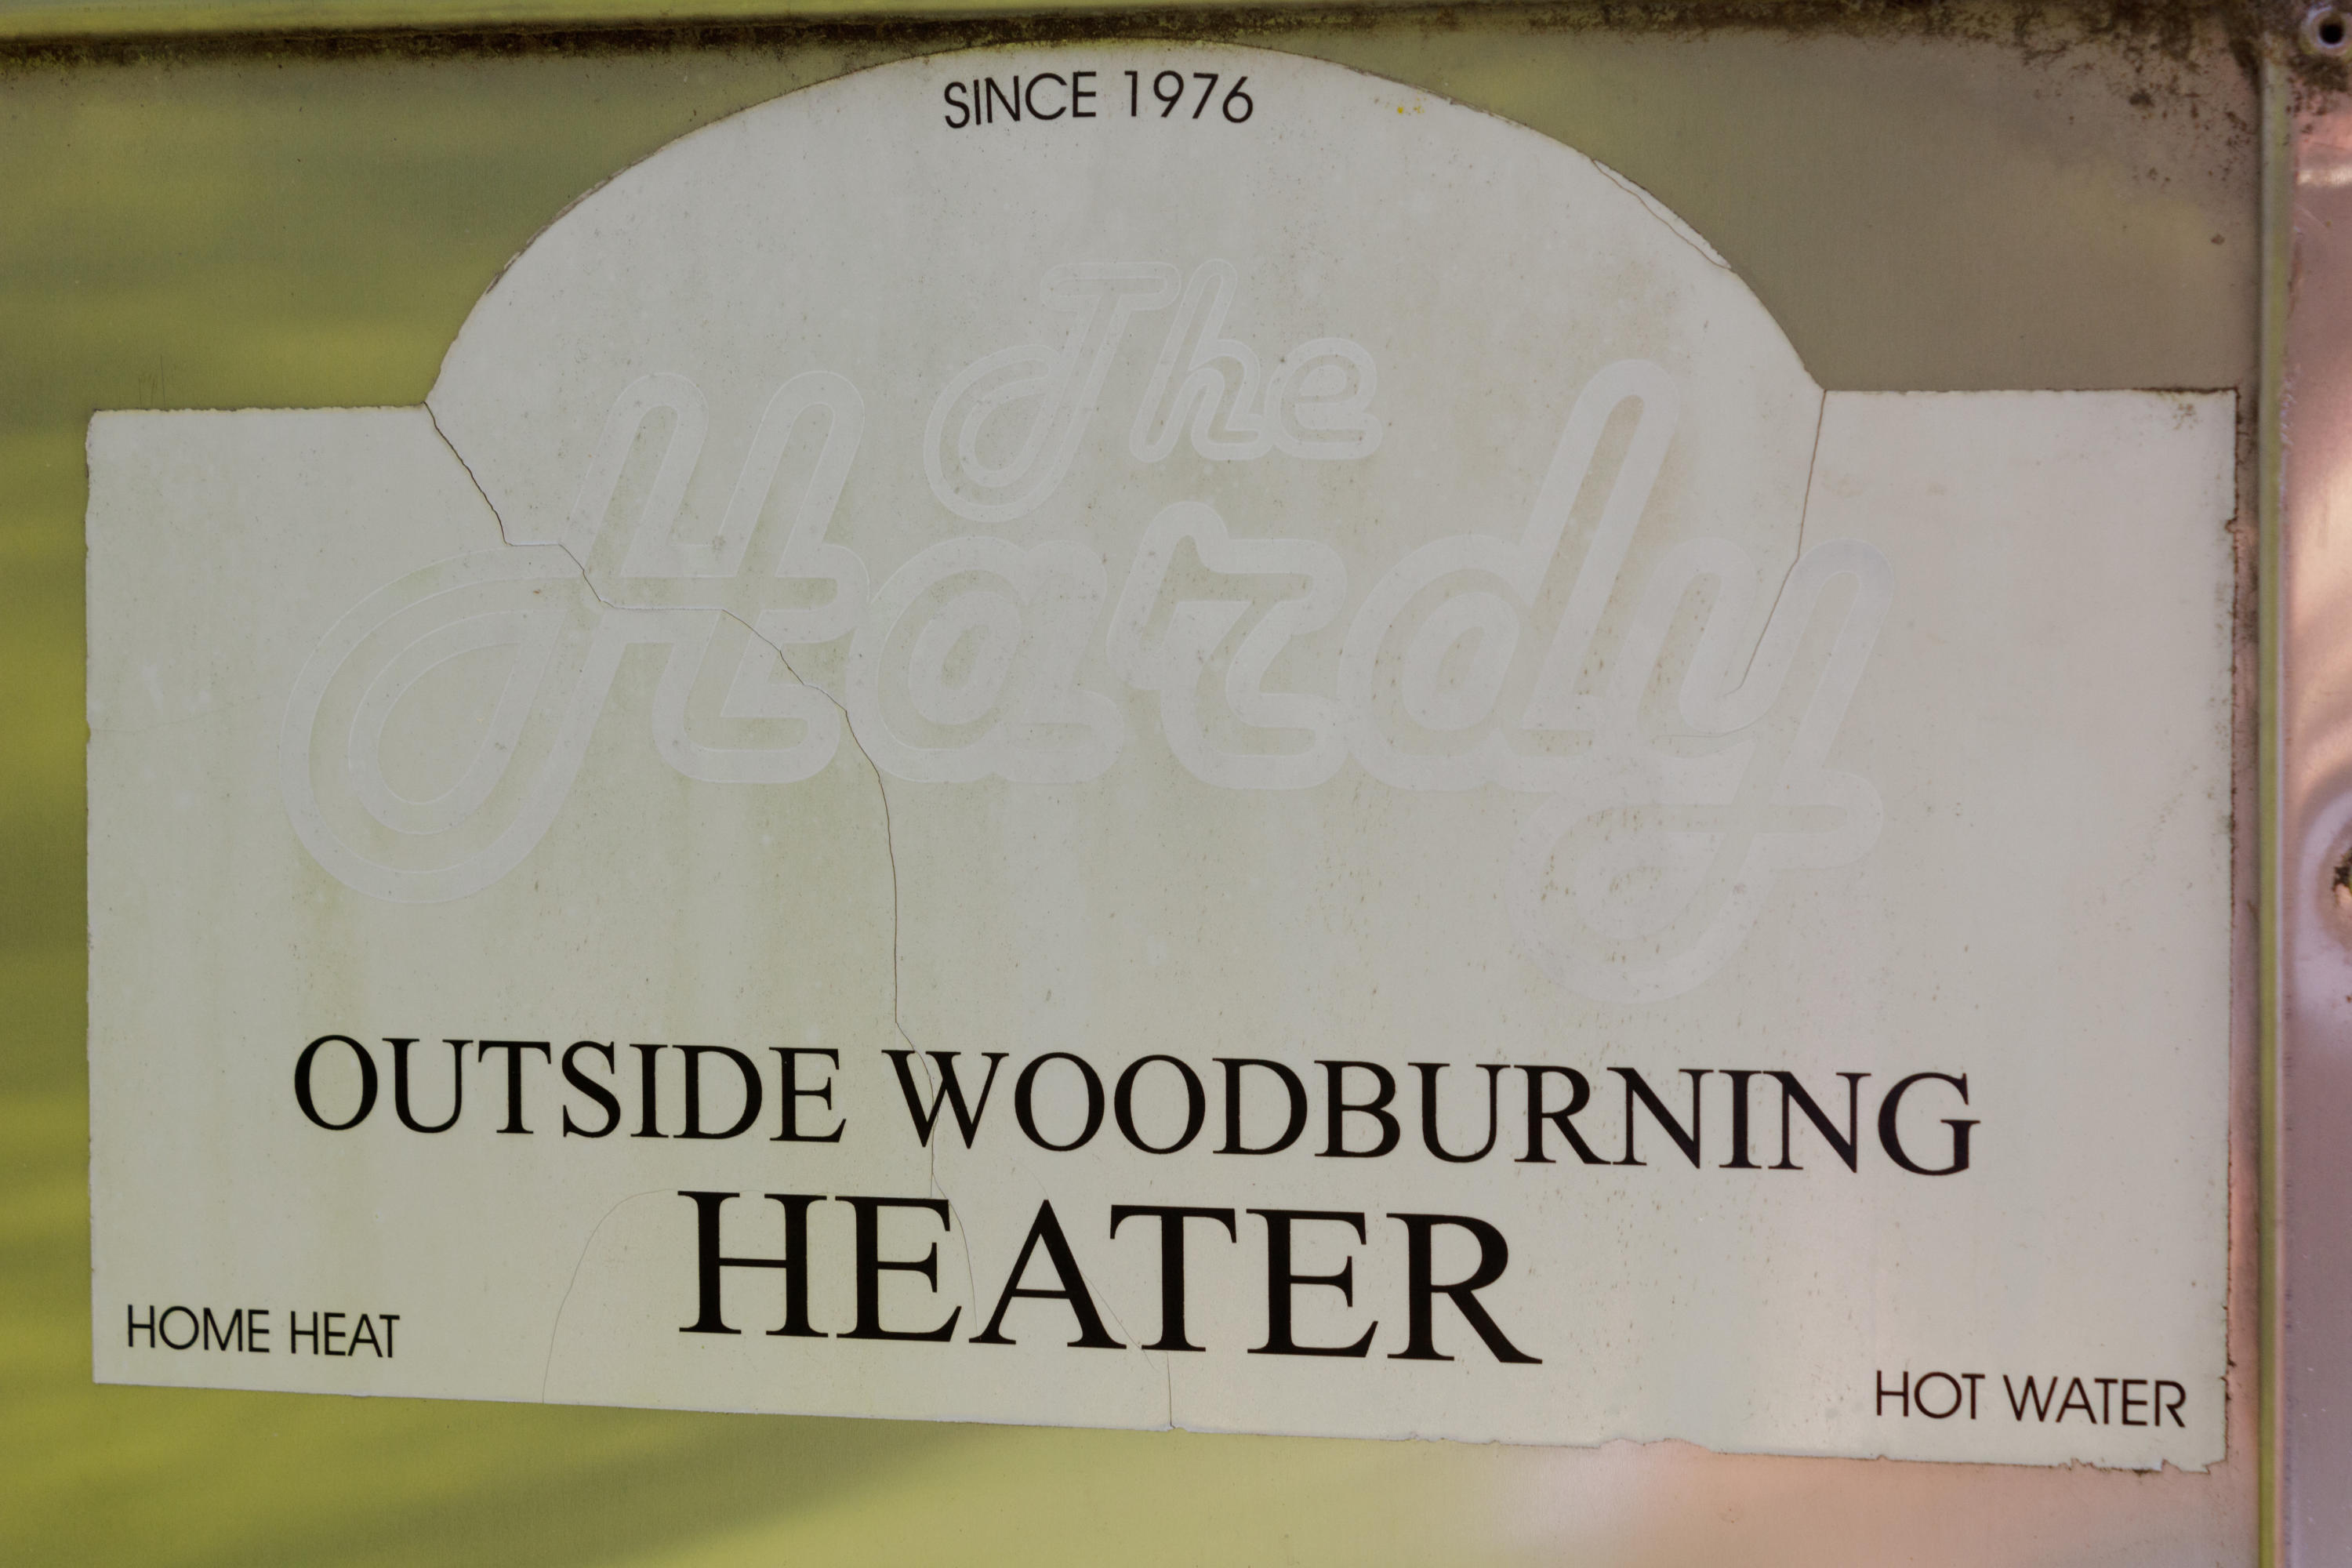 SINCE 1976
The
Hardy
OUTSIDE WOODBURNING
HEATER
HOME HEAT
HOT WATER